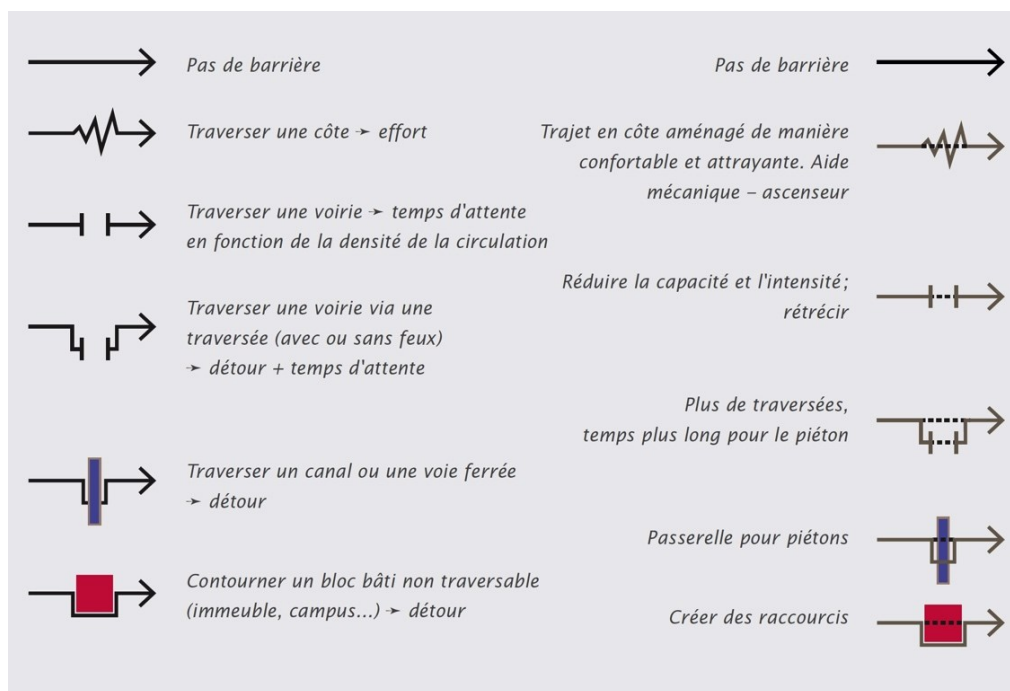 Pas de barrière
Traverser une côte → effort
Traverser une voirie → temps d'attente
en fonction de la densité de la circulation
Traverser une voirie via une
traversée (avec ou sans feux)
→ détour + temps d'attente
Traverser un canal ou une voie ferrée
→ détour
Contourner un bloc bâti non traversable
(immeuble, campus...) → détour
Pas de barrière
Trajet en côte aménagé de manière
confortable et attrayante. Aide
mécanique – ascenseur
Réduire la capacité et l'intensité;
rétrécir
Plus de traversées,
temps plus long pour le piéton
Passerelle pour piétons
Créer des raccourcis